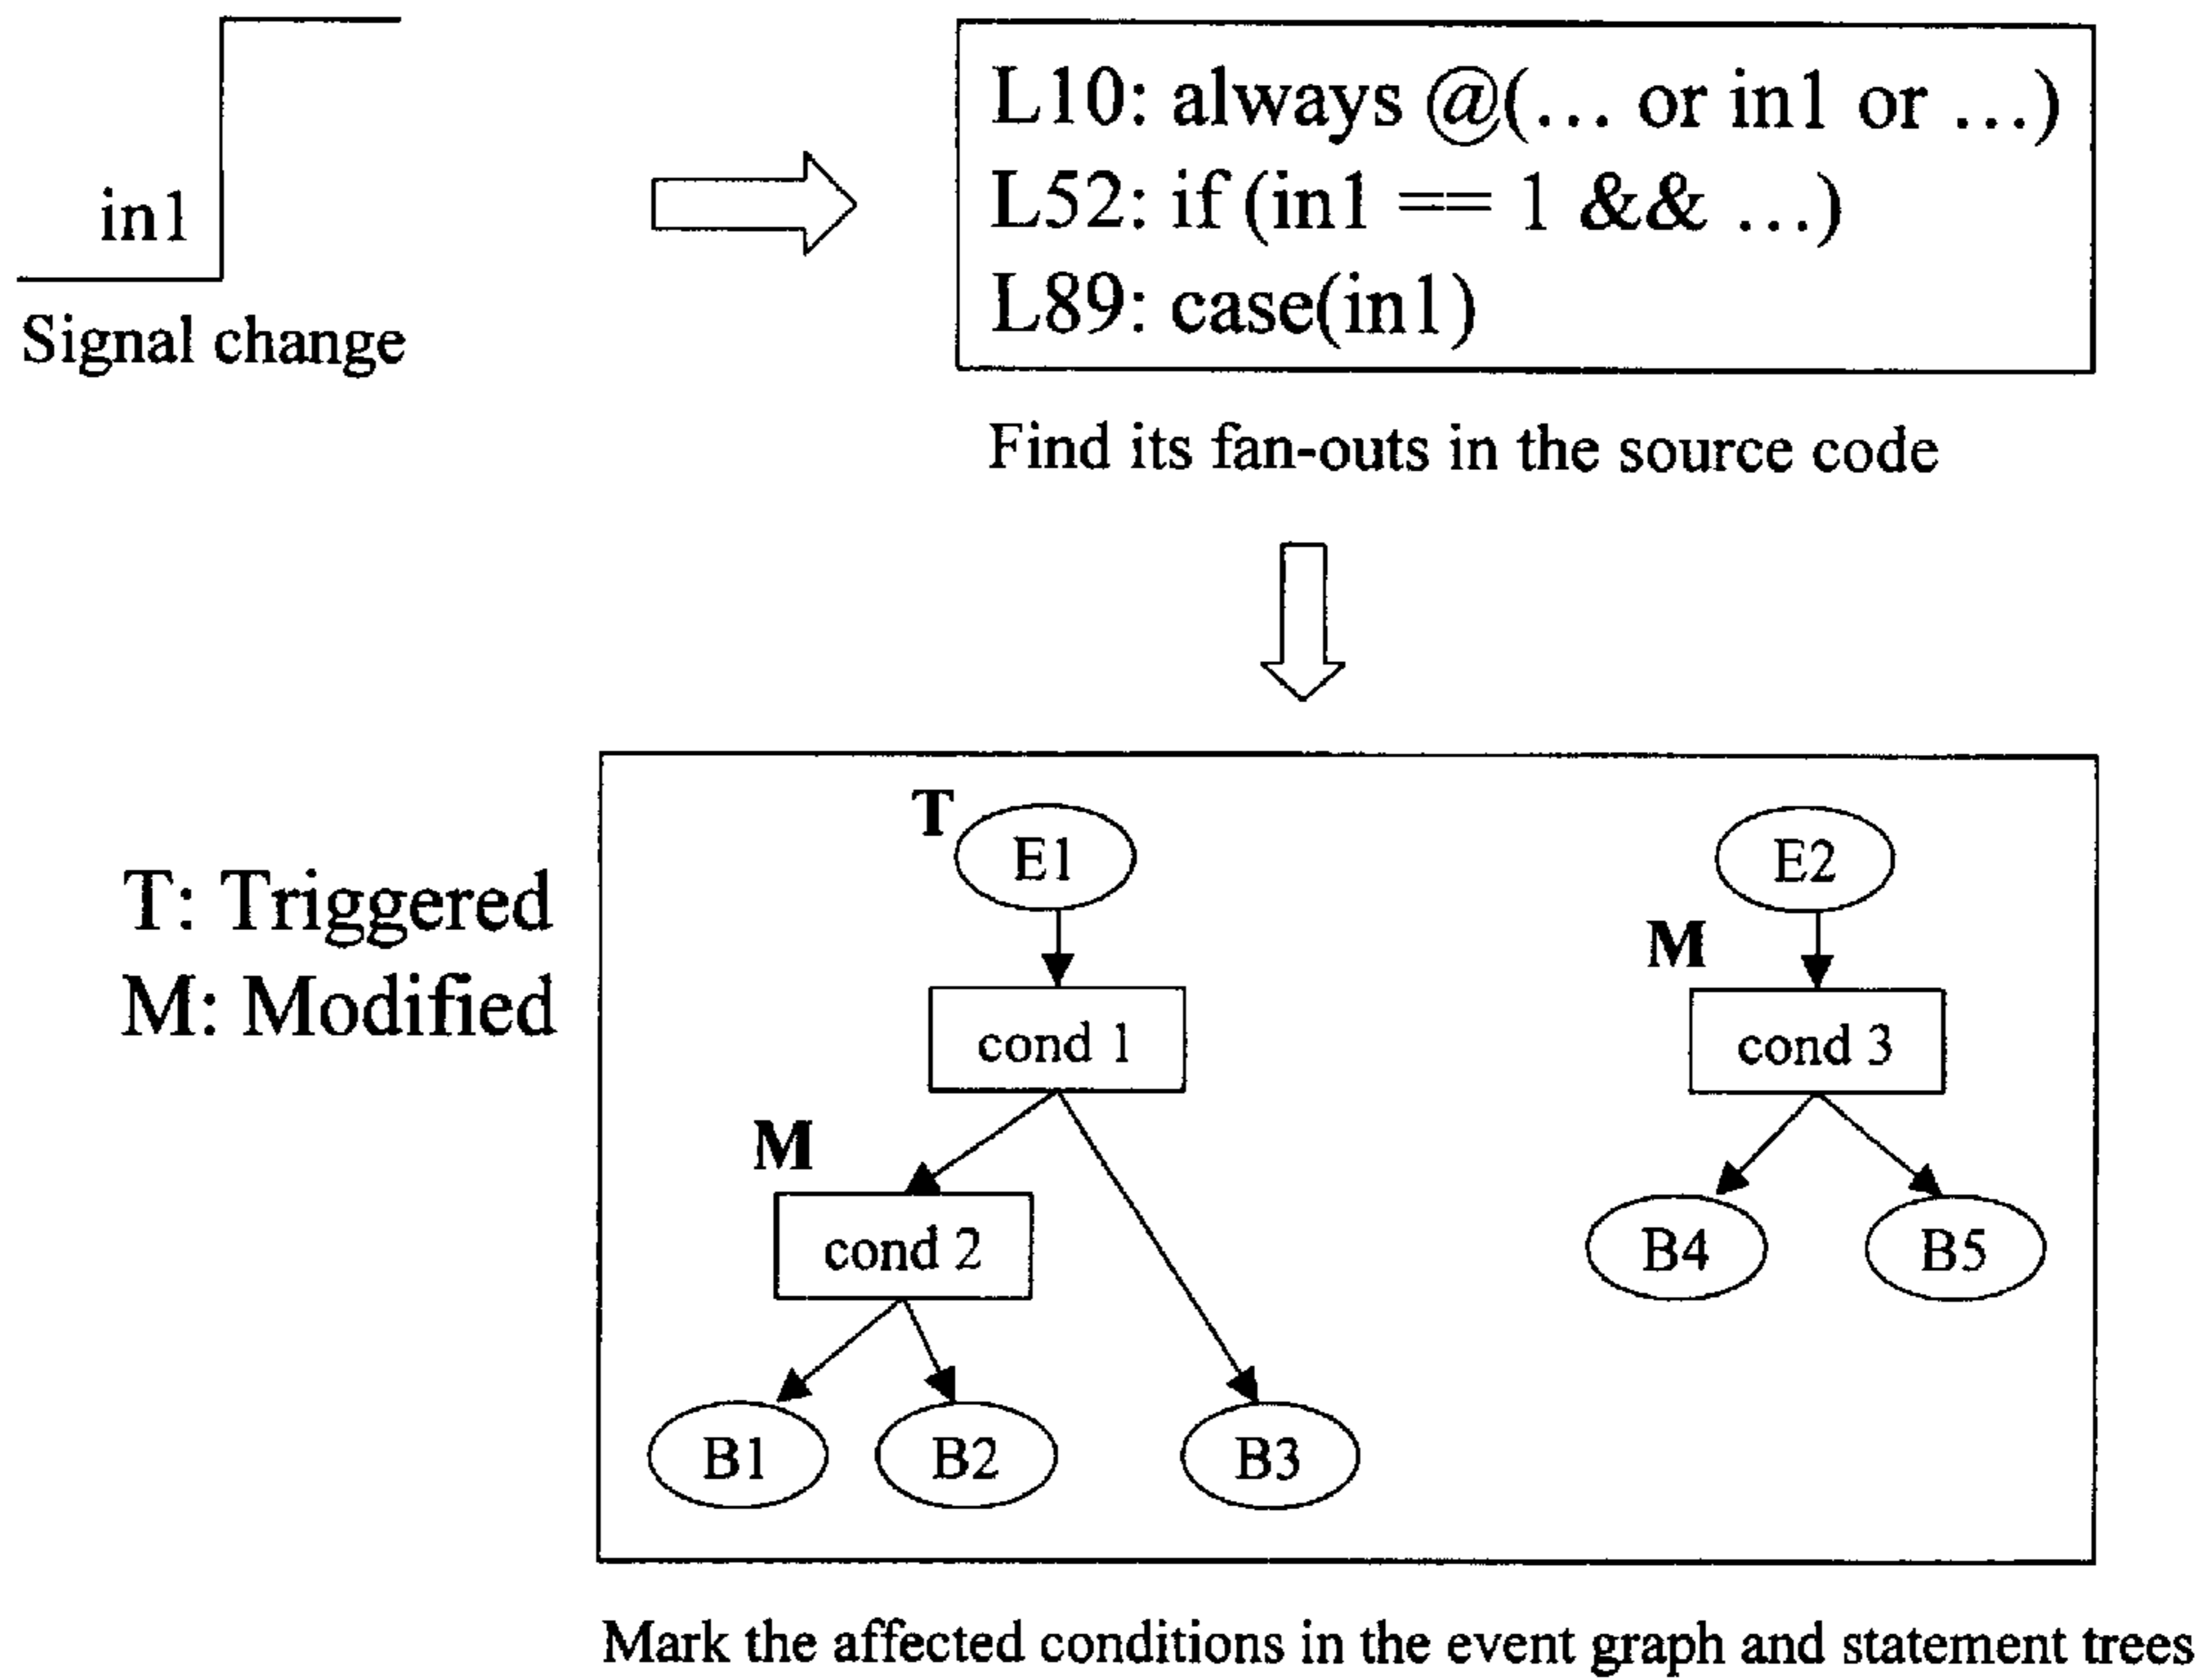 in1
Signal change
L10: always @(... or in1 or ...)
L52: if (in1 == 1 && ...)
L89: case(in1)
Find its fan-outs in the source code
T: Triggered
M: Modified
T
E1
E2
M
cond 1
cond 3
M
cond 2
B4
B5
B1
B2
B3
Mark the affected conditions in the event graph and statement trees